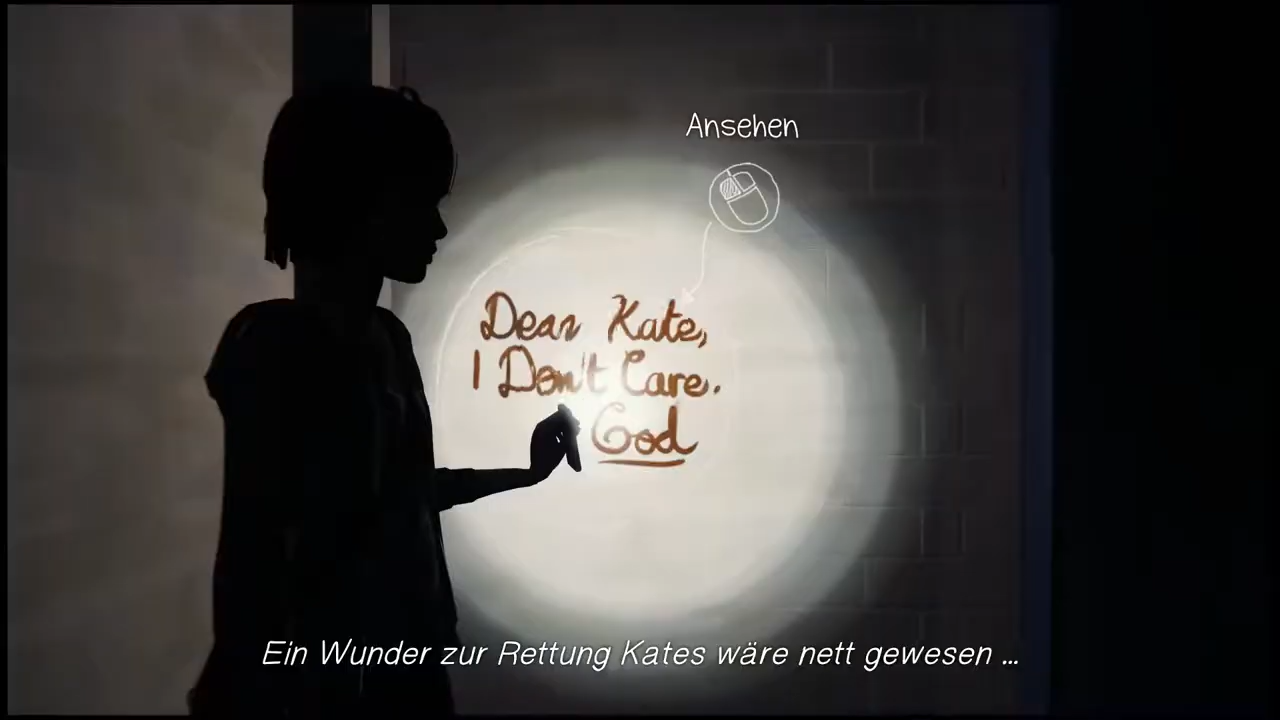 Ansehen
Dear Kate,
I Don't Care.
God
Ein Wunder zur Rettung Kates wäre nett gewesen ...